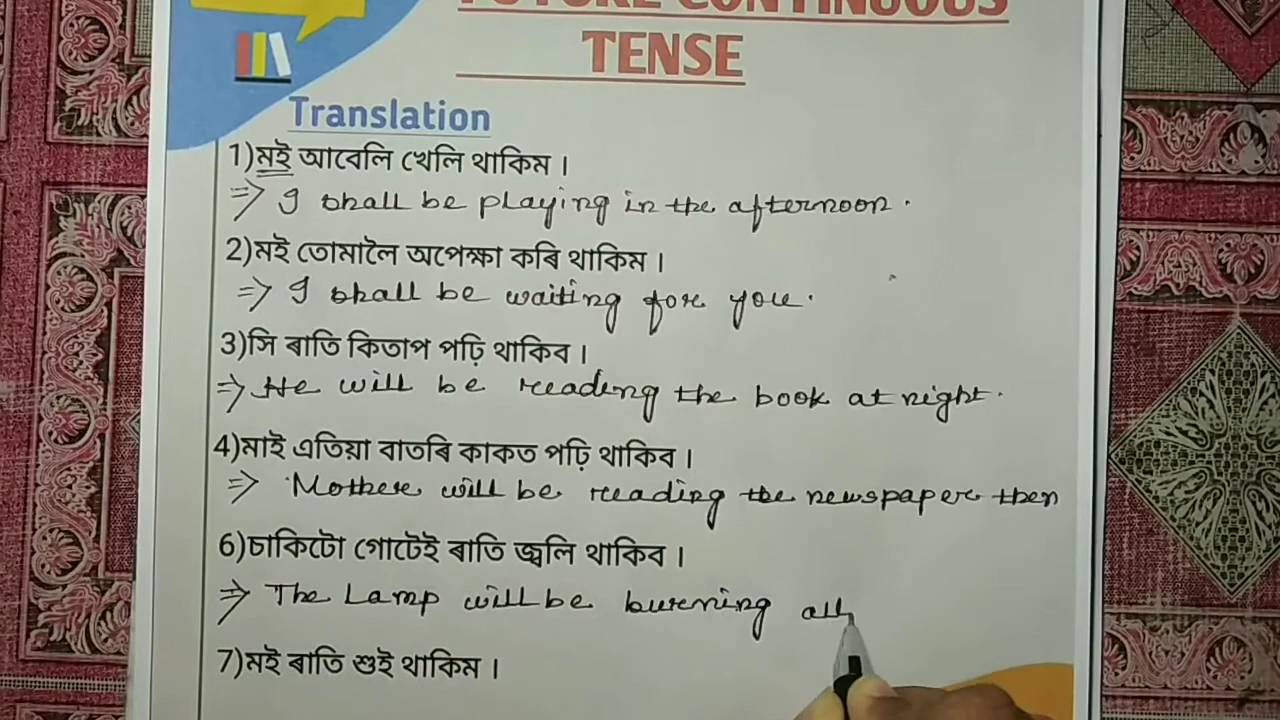 FUTURE CONTINUOUS
TENSE
Translation
1)মই আবেলি খেলি থাকিম।
=> I shall be playing in the afternoon.
2)মই তোমালৈ অপেক্ষা কৰি থাকিম।
=> I shall be waiting for you.
3)সি ৰাতি কিতাপ পঢ়ি থাকিব।
=> He will be reading the book at night.
4)মাই এতিয়া বাতৰি কাকত পঢ়ি থাকিব।
=> Mother will be reading the newspaper then
6)চাকিটো গোটেই ৰাতি জ্বলি থাকিব।
=> The Lamp will be burning all
7)মই ৰাতি শুই থাকিম।